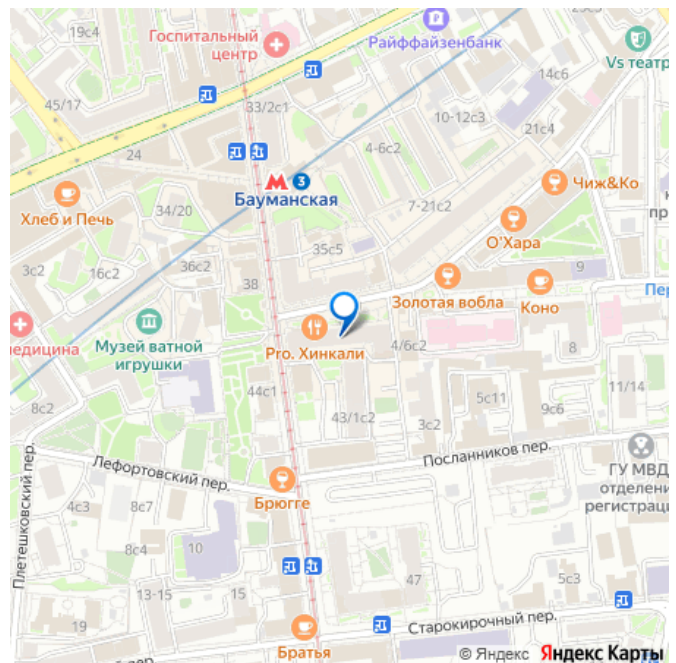 19с4
Госпитальный
центр
Райффайзенбанк
Vs театр
14с6
45/17
33/2с1
10-12с3
21с4
24
4-6с2
М 3
Бауманская
Чиж&Ко
Хлеб и Печь
34/20
7-21с2
О'Хара
пр
35с5
3с2
16с2
36с2
38
9
Золотая вобла
Коно
Пер
едицина
Музей ватной
игрушки
Pro. Хинкали
4/6с2
8
44с1
5с11
11/14
8с2
43/1с2
3с2
9с6
Лефортовский пер.
Посланников пер.
ГУ МВД
отделени
регистраци
Плетешковский пер.
Брюгге
4с3
8с7
8с4
10
13-15
15
47
5с3
19
Старокирочный пер.
Братья
© Яндекс Яндекс Карты